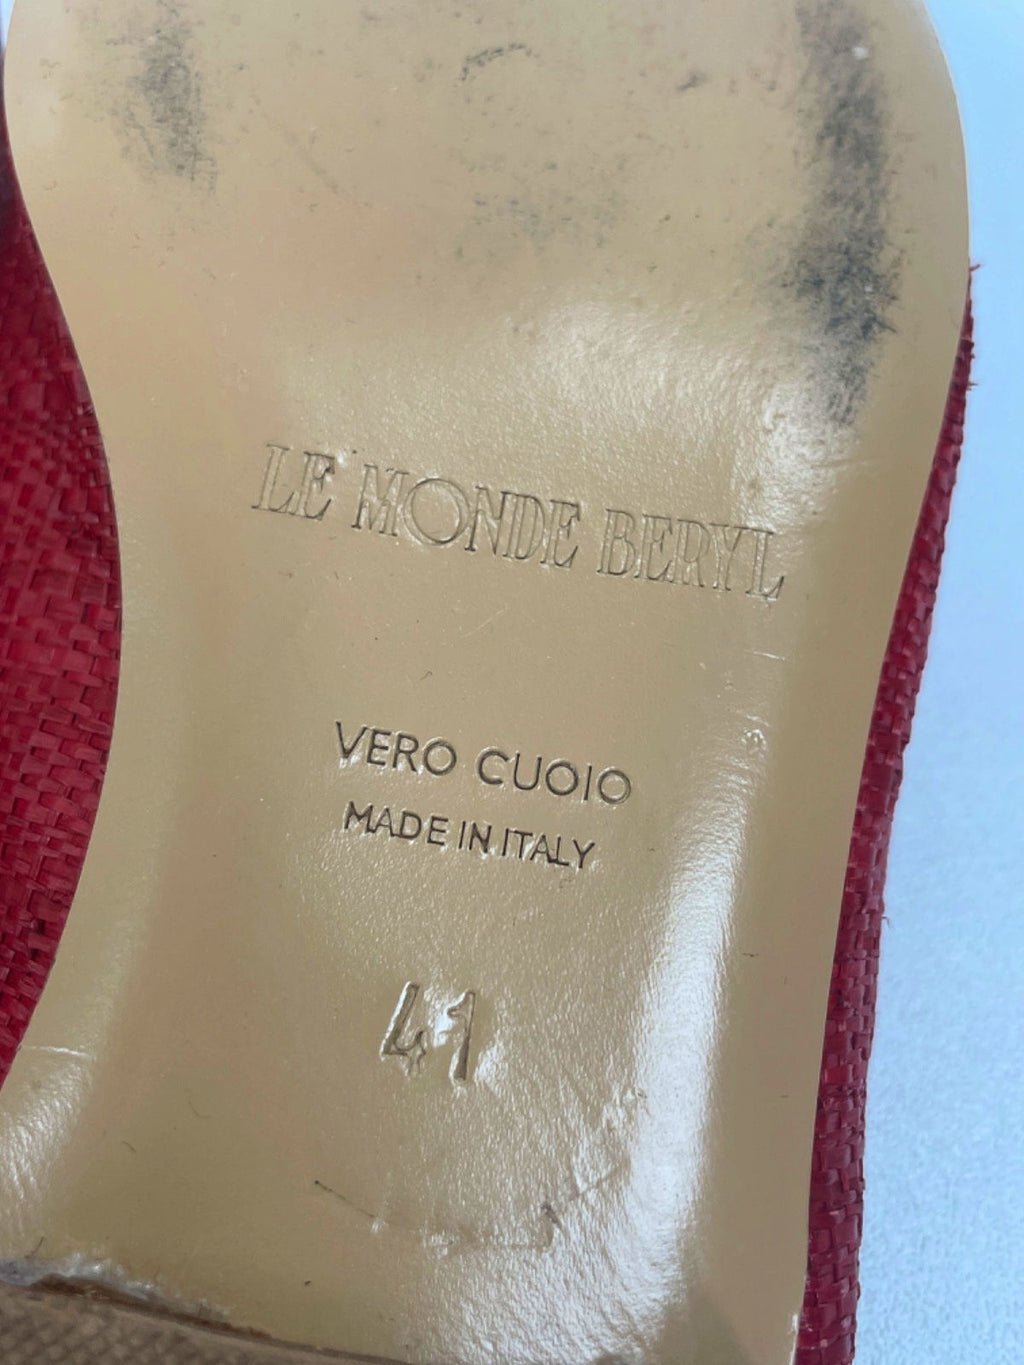 LE MONDE BERYL
VERO CUOIO
MADE IN ITALY
41